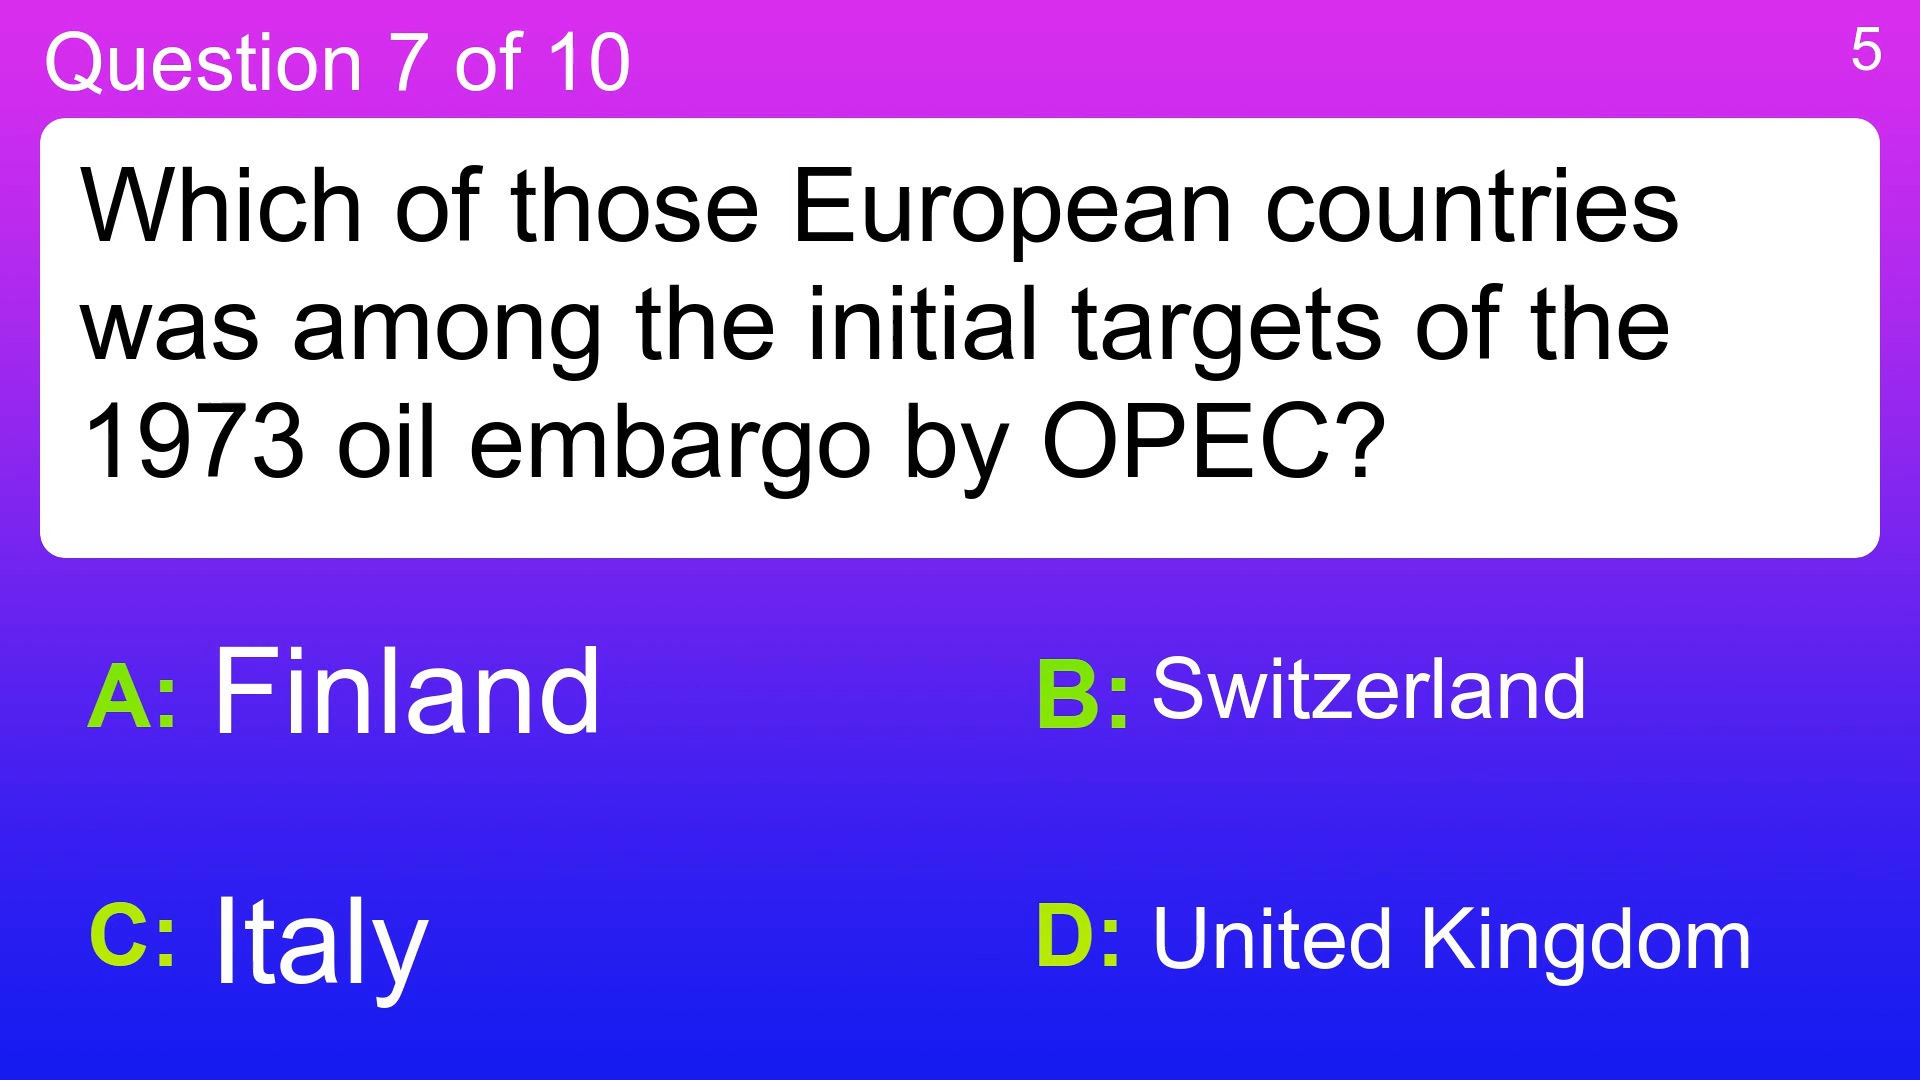 Question 7 of 10
5
Which of those European countries
was among the initial targets of the
1973 oil embargo by OPEC?
A: Finland
B: Switzerland
C: Italy
D: United Kingdom